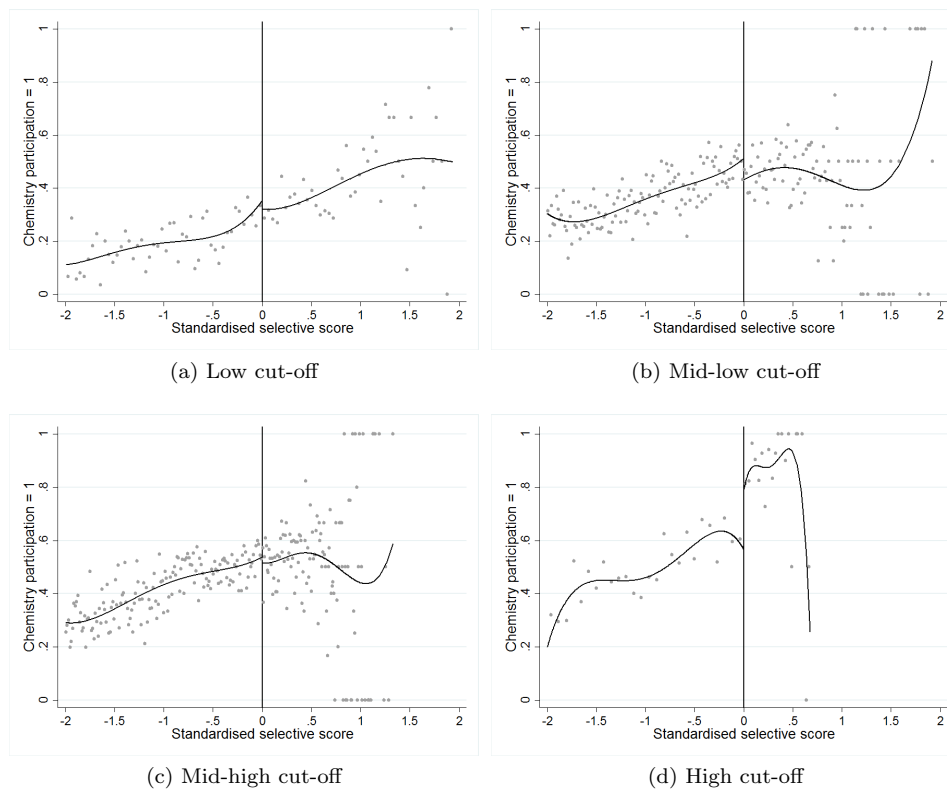 Chemistry participation = 1
0 .2 .4 .6 .8 1
-2 -1.5 -1 -.5 0 .5 1 1.5 2
Standardised selective score
(a) Low cut-off
Chemistry participation = 1
0 .2 .4 .6 .8 1
-2 -1.5 -1 -.5 0 .5 1 1.5 2
Standardised selective score
(b) Mid-low cut-off
Chemistry participation = 1
0 .2 .4 .6 .8 1
-2 -1.5 -1 -.5 0 .5 1 1.5 2
Standardised selective score
(c) Mid-high cut-off
Chemistry participation = 1
0 .2 .4 .6 .8 1
-2 -1.5 -1 -.5 0 .5 1 1.5 2
Standardised selective score
(d) High cut-off